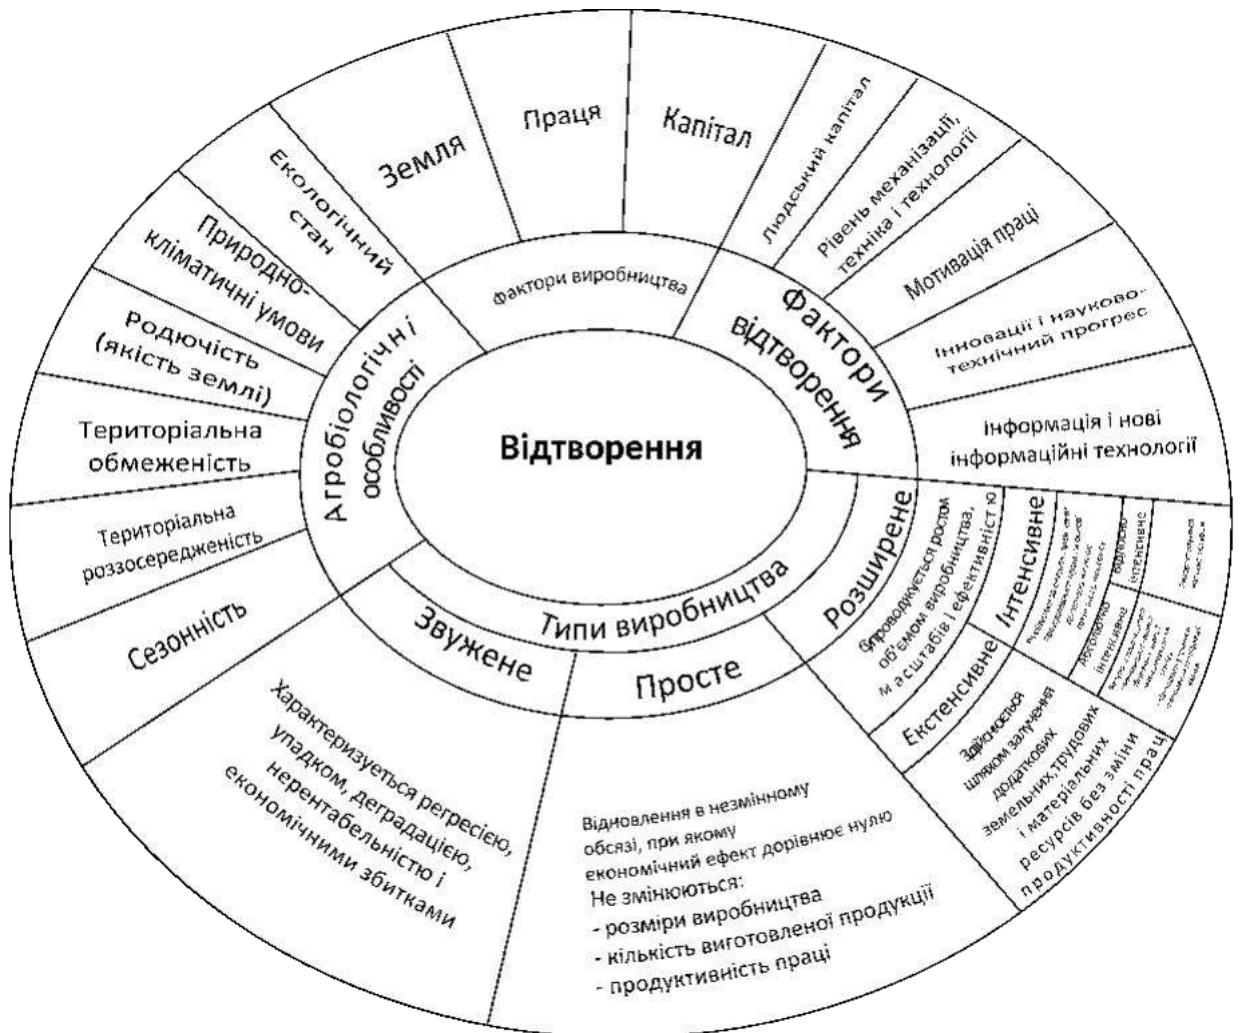 Відтворення
фактори виробництва
Земля
Праця
Капітал
Фактори
відтворення
Людський капітал
Рівень механізації,
техніка і технології
Мотивація праці
Інновації і науково-
технічний прогрес
Інформація і нові
інформаційні технології
Агробіологічні
особливості
Екологічний
стан
Природно-
кліматичні умови
Родючість
(якість землі)
Територіальна
обмеженість
Територіальна
роззосередженість
Сезонність
Типи виробництва
Звужене
Характеризуеться регресією,
упадком, деградацією,
нерентабельністю і
економічними збитками
Просте
Відновлення в незмінному
обсязі, при якому
економічний ефект дорівнює нулю
Не змінюються:
- розміри виробництва
- кількість виготовленої продукції
- продуктивність праці
Розширене
Супроводжується ростом
об'ємом виробництва,
масштабів і ефективністю
Екстенсивне
Здійснюється
шляхом залучення
додаткових
земельних, трудових
і матеріальних
ресурсів без зміни
продуктивності прац
Інтенсивне
інтенсивне
інтенсивне